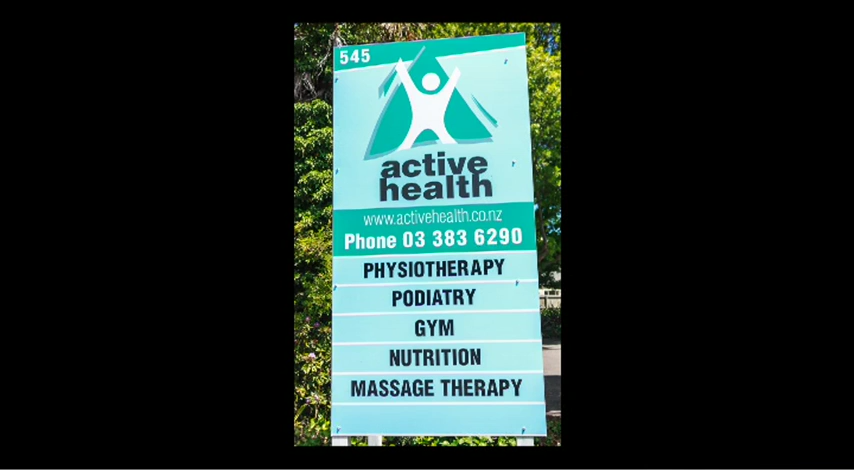 545
active
health
www.activehealth.co.nz
Phone 03 383 6290
PHYSIOTHERAPY
PODIATRY
GYM
NUTRITION
MASSAGE THERAPY